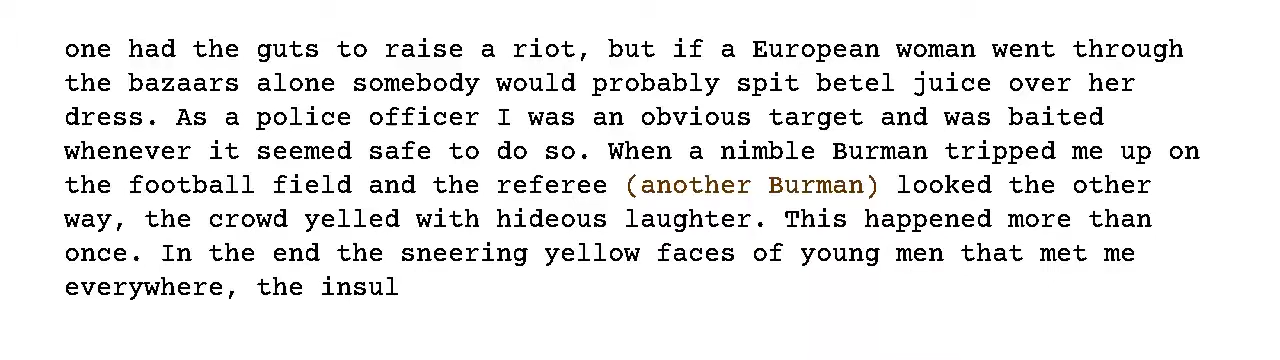 one had the guts to raise a riot, but if a European woman went through
the bazaars alone somebody would probably spit betel juice over her
dress. As a police officer I was an obvious target and was baited
whenever it seemed safe to do so. When a nimble Burman tripped me up on
the football field and the referee (another Burman) looked the other
way, the crowd yelled with hideous laughter. This happened more than
once. In the end the sneering yellow faces of young men that met me
everywhere, the insul